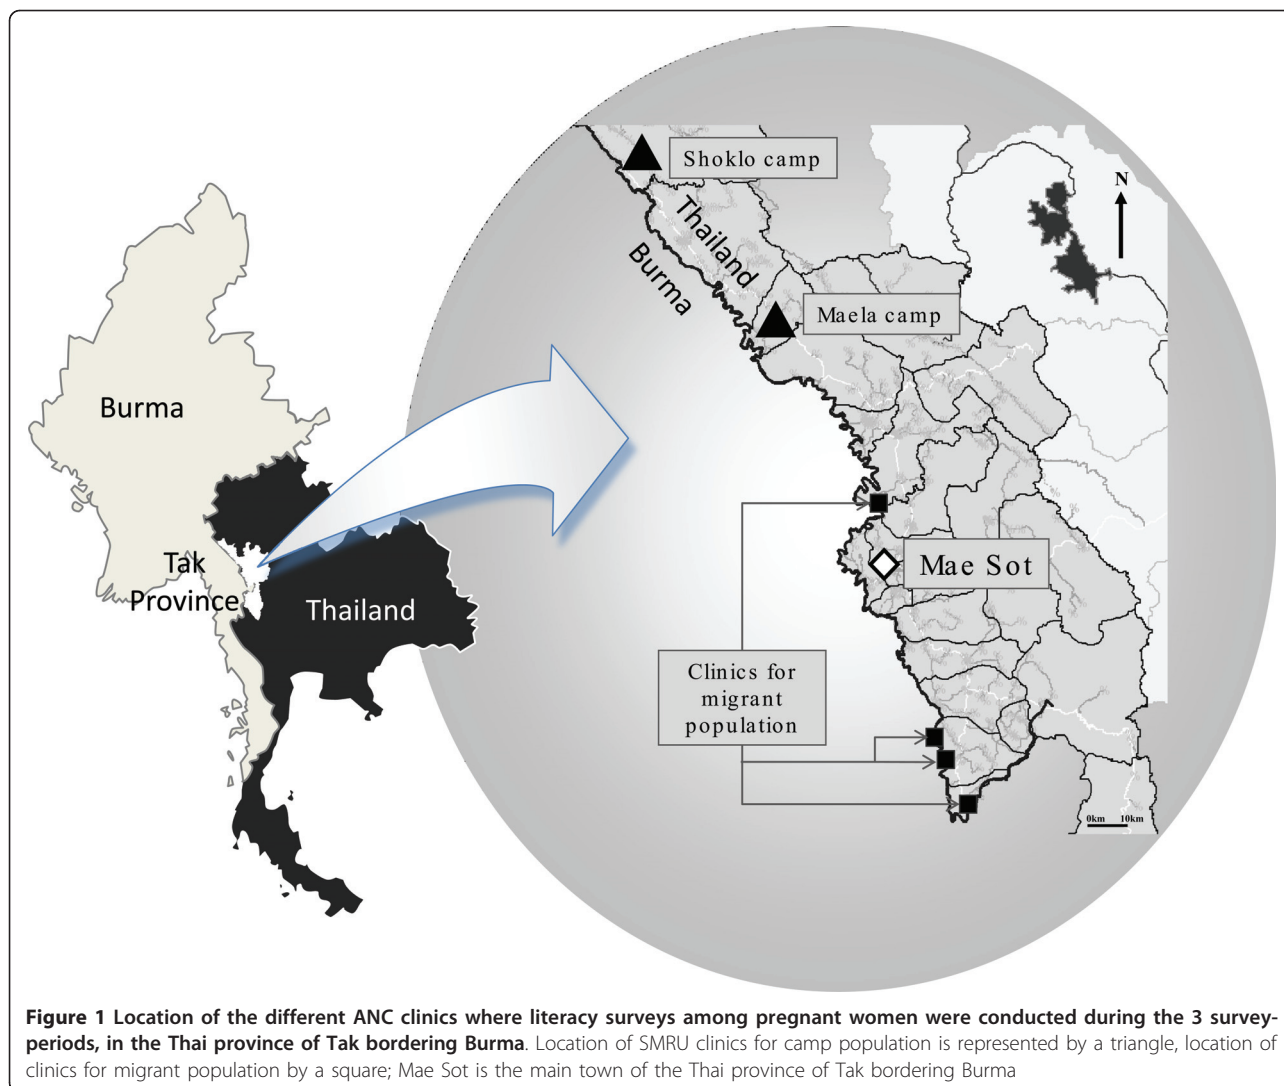 Burma
Tak
Province
Thailand
Shoklo camp
Thailand
Burma
Maela camp
N
Mae Sot
Clinics for
migrant
population
0km 10km
Figure 1 Location of the different ANC clinics where literacy surveys among pregnant women were conducted during the 3 survey-
periods, in the Thai province of Tak bordering Burma. Location of SMRU clinics for camp population is represented by a triangle, location of
clinics for migrant population by a square; Mae Sot is the main town of the Thai province of Tak bordering Burma